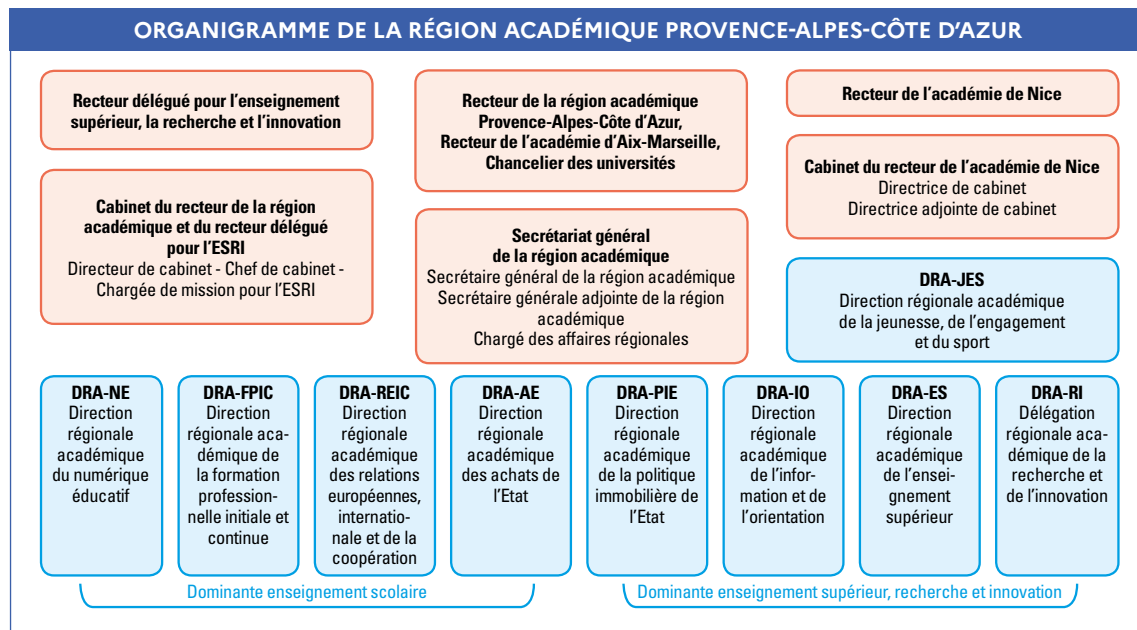 ORGANIGRAMME DE LA RÉGION ACADÉMIQUE PROVENCE-ALPES-CÔTE D'AZUR
Recteur délégué pour l'enseignement
supérieur, la recherche et l'innovation
Cabinet du recteur de la région
académique et du recteur délégué
pour l'ESRI
Directeur de cabinet - Chef de cabinet -
Chargée de mission pour l'ESRI
Recteur de la région académique
Provence-Alpes-Côte d'Azur,
Recteur de l'académie d'Aix-Marseille,
Chancelier des universités
Secrétariat général
de la région académique
Secrétaire général de la région académique
Secrétaire générale adjointe de la région
académique
Chargé des affaires régionales
Recteur de l'académie de Nice
Cabinet du recteur de l'académie de Nice
Directrice de cabinet
Directrice adjointe de cabinet
DRA-JES
Direction régionale académique
de la jeunesse, de l'engagement
et du sport
DRA-NE
Direction
régionale
académique
du numérique
éducatif
DRA-FPIC
Direction
régionale aca-
démique de
la formation
profession-
nelle initiale et
continue
DRA-REIC
Direction
régionale
académique
des relations
européennes,
internatio-
nale et de la
coopération
DRA-AE
Direction
régionale
académique
des achats de
l'Etat
DRA-PIE
Direction
régionale
académique
de la politique
immobilière de
l'Etat
DRA-IO
Direction
régionale
académique
de l'infor-
mation et de
l'orientation
DRA-ES
Direction
régionale
académique
de l'ensei-
gnement
supérieur
DRA-RI
Délégation
régionale aca-
démique de la
recherche et
de l'innovation
Dominante enseignement scolaire
Dominante enseignement supérieur, recherche et innovation